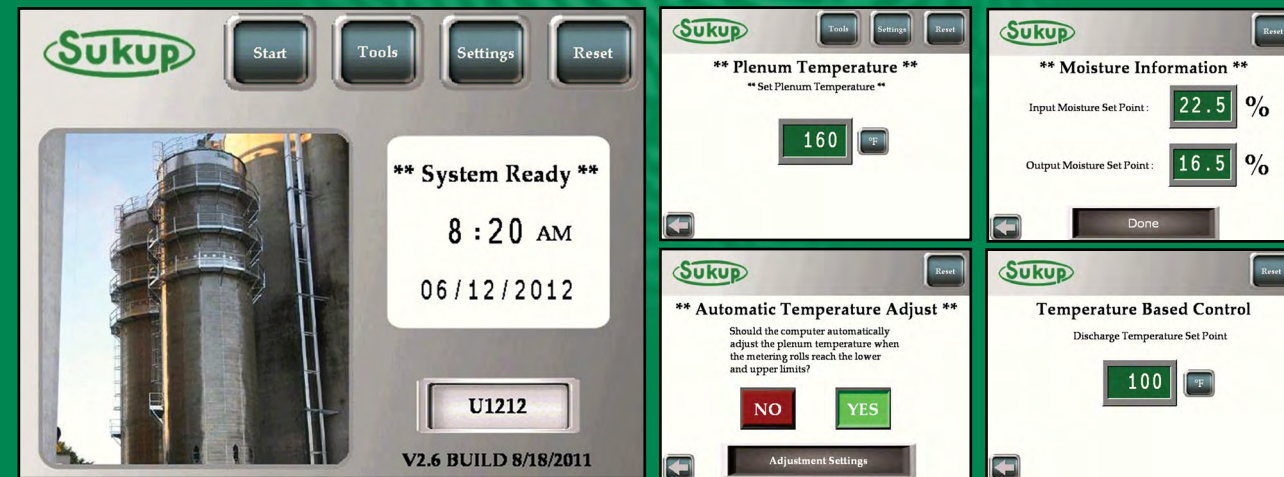 Sukup
Start
Tools
Settings
Reset
** System Ready **
8:20 AM
06/12/2012
U1212
V2.6 BUILD 8/18/2011
Sukup
Tools
Settings
Reset
** Plenum Temperature **
** Set Plenum Temperature **
160 °F
Sukup
Reset
** Moisture Information **
Input Moisture Set Point : 22.5 %
Output Moisture Set Point : 16.5 %
Done
Sukup
Reset
** Automatic Temperature Adjust **
Should the computer automatically
adjust the plenum temperature when
the metering rolls reach the lower
and upper limits?
NO
YES
Adjustment Settings
Sukup
Reset
Temperature Based Control
Discharge Temperature Set Point
100 °F